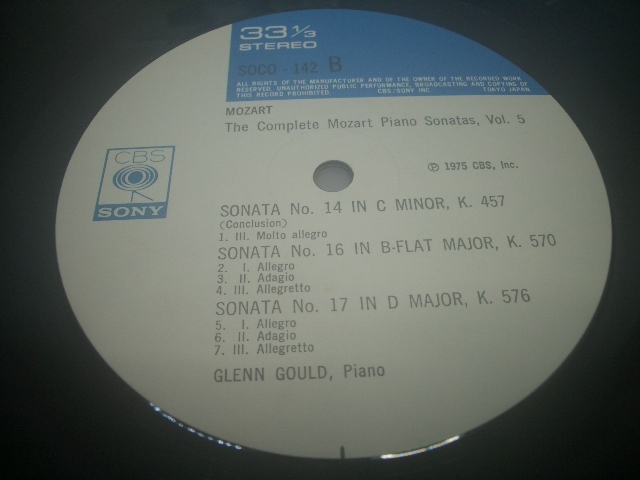 33 1/3
STEREO
SOCO - 142 B
ALL RIGHTS OF THE MANUFACTURER AND OF THE OWNER OF THE RECORDED WORK
RESERVED. UNAUTHORIZED PUBLIC PERFORMANCE, BROADCASTING AND COPYING OF
THIS RECORD PROHIBITED. CBS/SONY INC TOKYO JAPAN
MOZART
The Complete Mozart Piano Sonatas, Vol. 5
CBS
SONY
℗ 1975 CBS, Inc.
SONATA No. 14 IN C MINOR, K. 457
(Conclusion)
1. III. Molto allegro
SONATA No. 16 IN B-FLAT MAJOR, K. 570
2. I. Allegro
3. II. Adagio
4. III. Allegretto
SONATA No. 17 IN D MAJOR, K. 576
5. I. Allegro
6. II. Adagio
7. III. Allegretto
GLENN GOULD, Piano